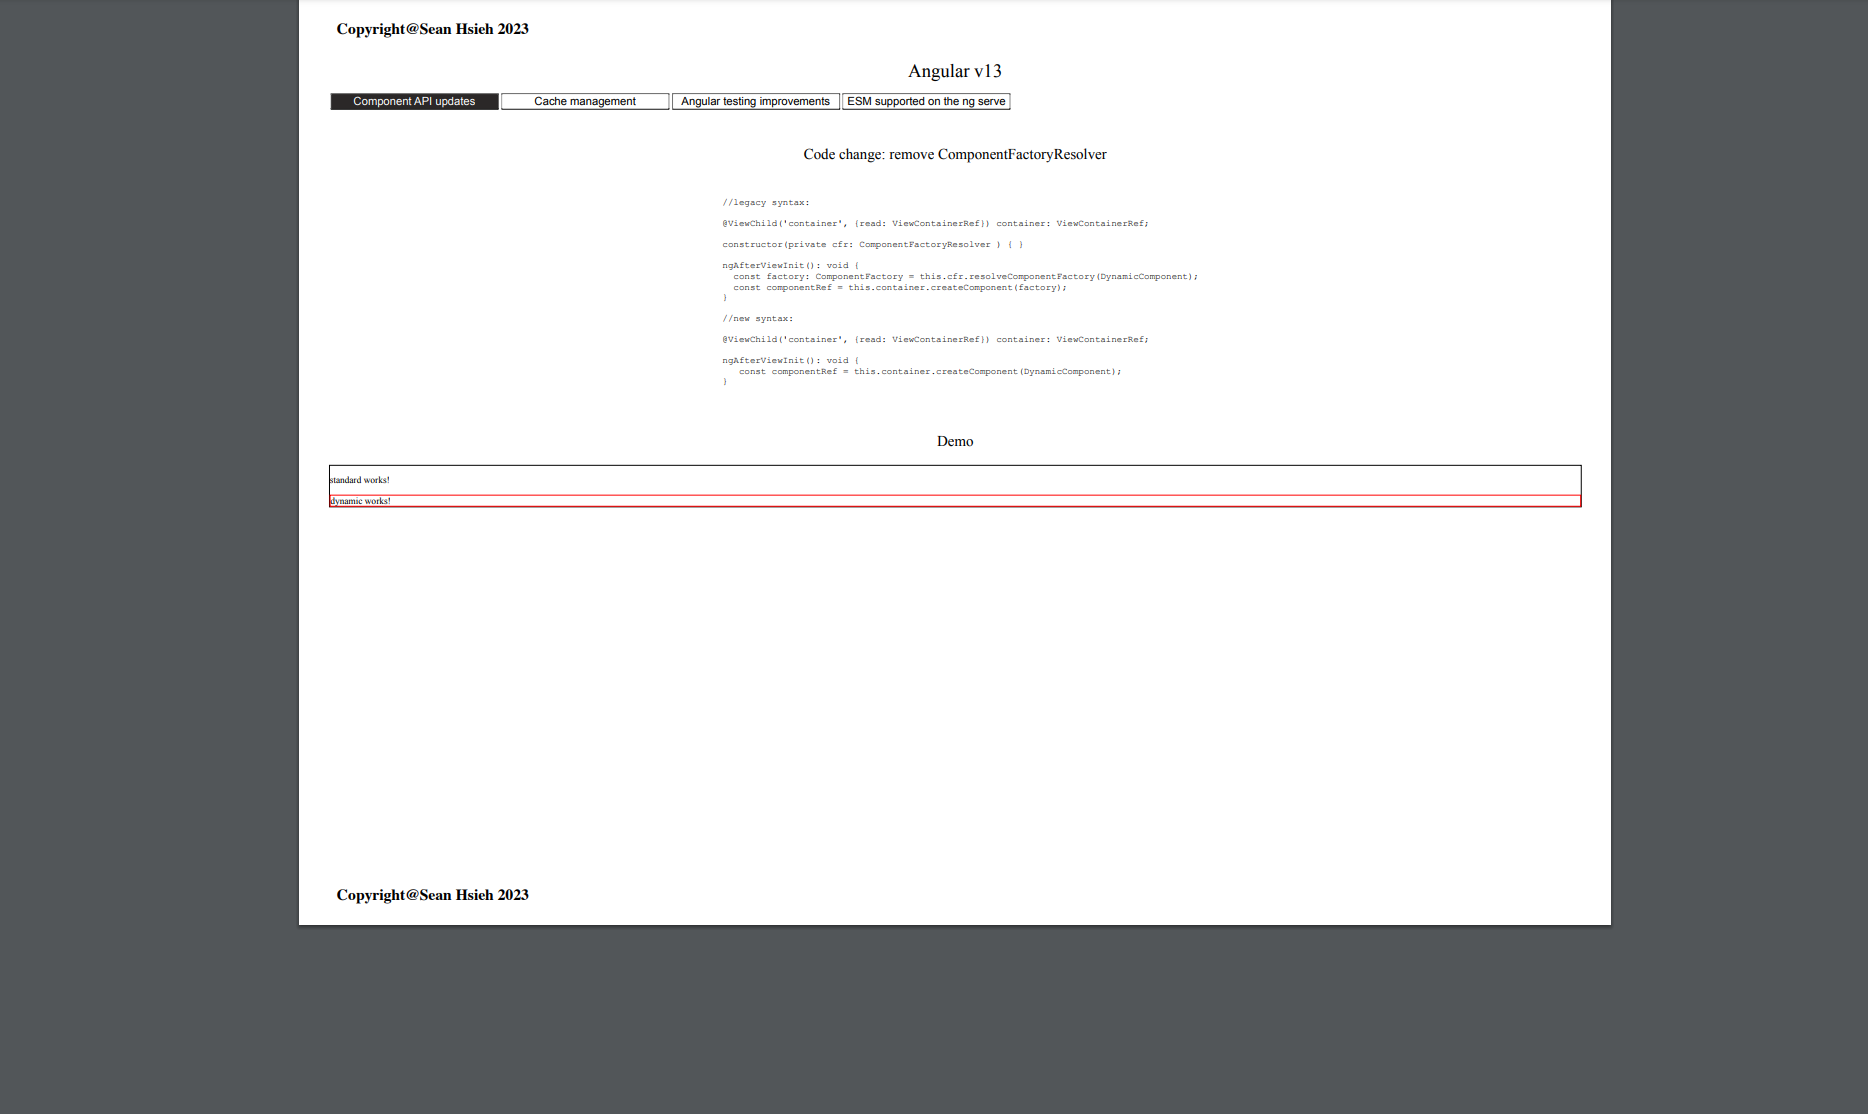 Copyright@Sean Hsieh 2023
Angular v13
Component API updates Cache management Angular testing improvements ESM supported on the ng serve
Code change: remove ComponentFactoryResolver
//legacy syntax:
@ViewChild('container', {read: ViewContainerRef}) container: ViewContainerRef;
constructor(private cfr: ComponentFactoryResolver ) { }
ngAfterViewInit(): void {
const factory: ComponentFactory = this.cfr.resolveComponentFactory(DynamicComponent);
const componentRef = this.container.createComponent(factory);
}
//new syntax:
@ViewChild('container', {read: ViewContainerRef}) container: ViewContainerRef;
ngAfterViewInit(): void {
const componentRef = this.container.createComponent(DynamicComponent);
}
Demo
standard works!
dynamic works!
Copyright@Sean Hsieh 2023